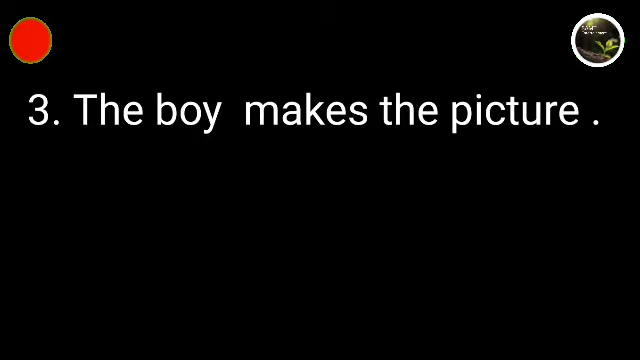 3. The boy makes the picture .